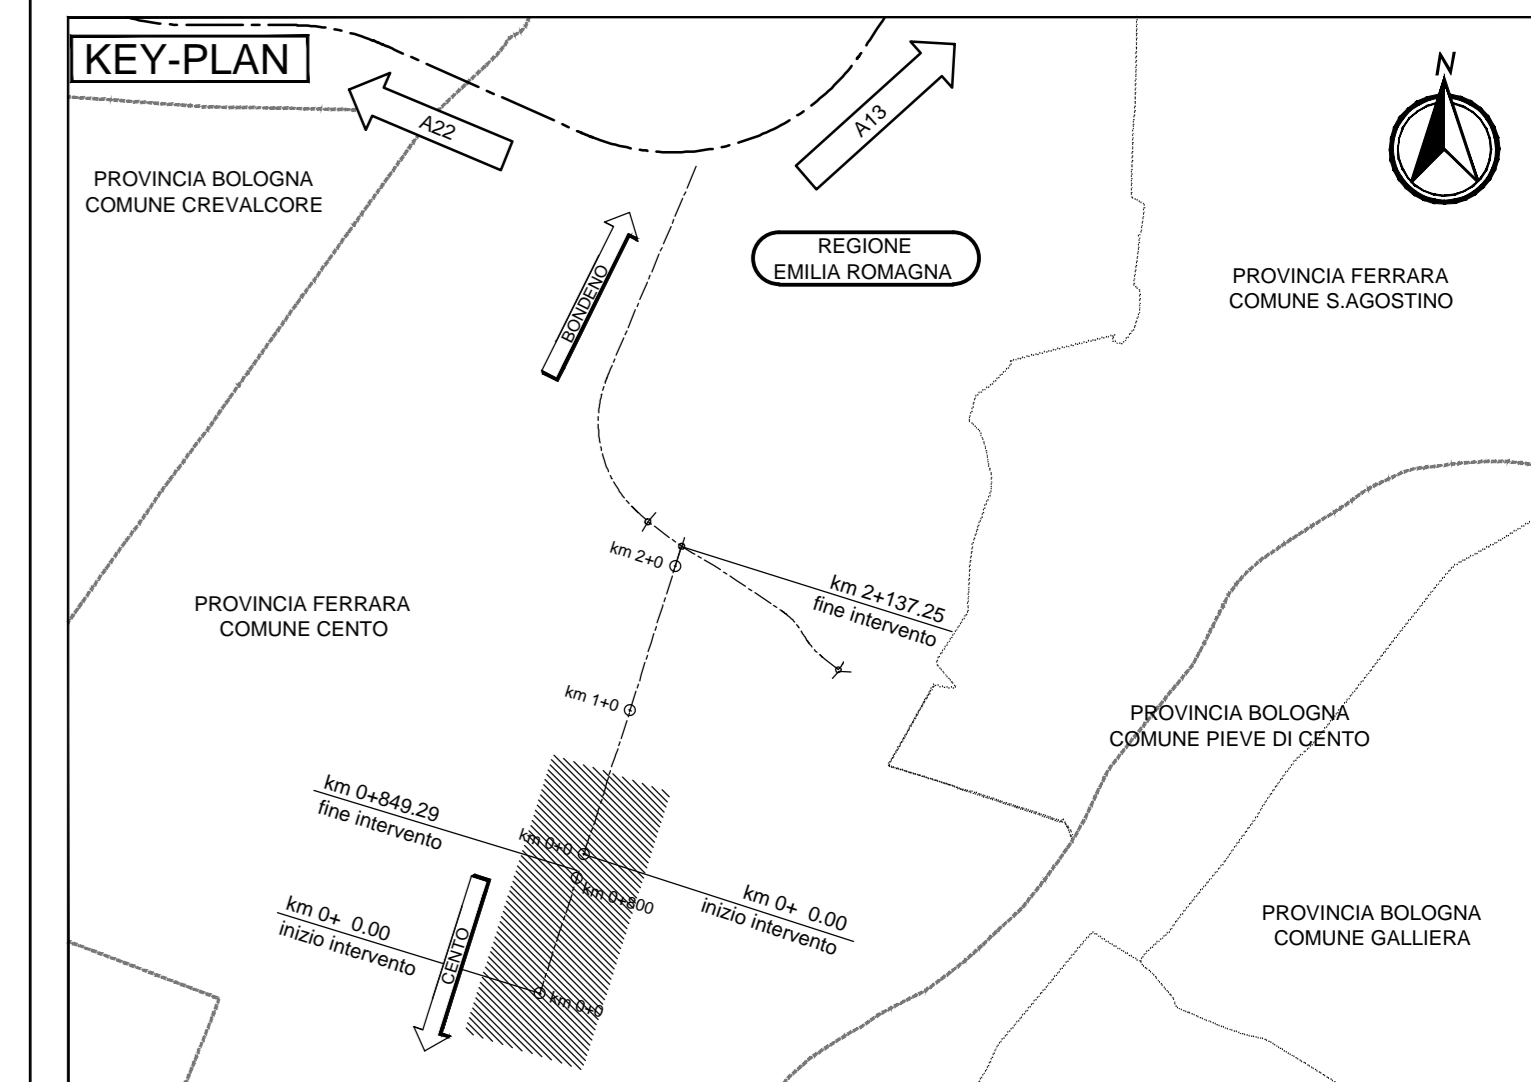 KEY-PLAN
N
A22
A13
PROVINCIA BOLOGNA
COMUNE CREVALCORE
REGIONE
EMILIA ROMAGNA
PROVINCIA FERRARA
COMUNE S.AGOSTINO
BONDENO
km 2+0
km 2+137.25
fine intervento
PROVINCIA FERRARA
COMUNE CENTO
km 1+0
PROVINCIA BOLOGNA
COMUNE PIEVE DI CENTO
km 0+849.29
fine intervento
km 0+0
km 0+800
km 0+ 0.00
inizio intervento
km 0+ 0.00
inizio intervento
CENTO
km 0+0
PROVINCIA BOLOGNA
COMUNE GALLIERA